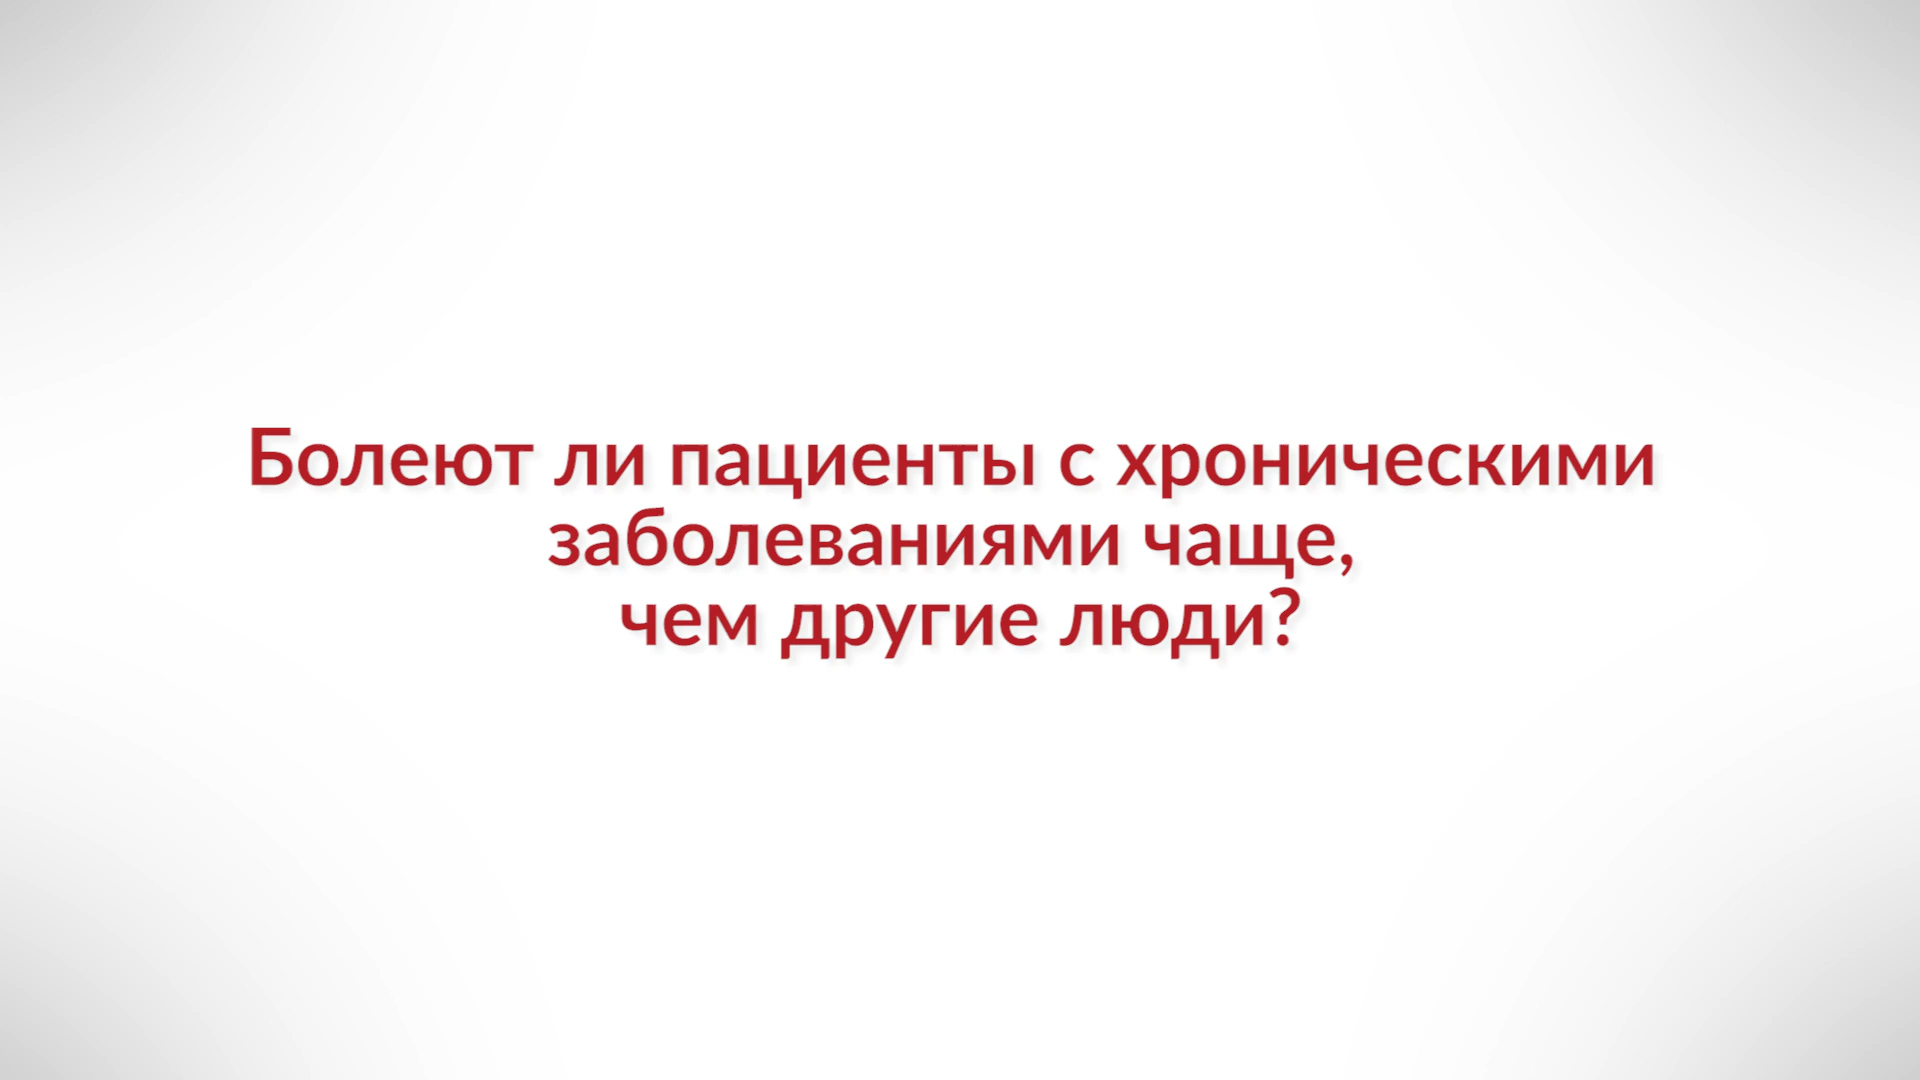 Болеют ли пациенты с хроническими
заболеваниями чаще,
чем другие люди?